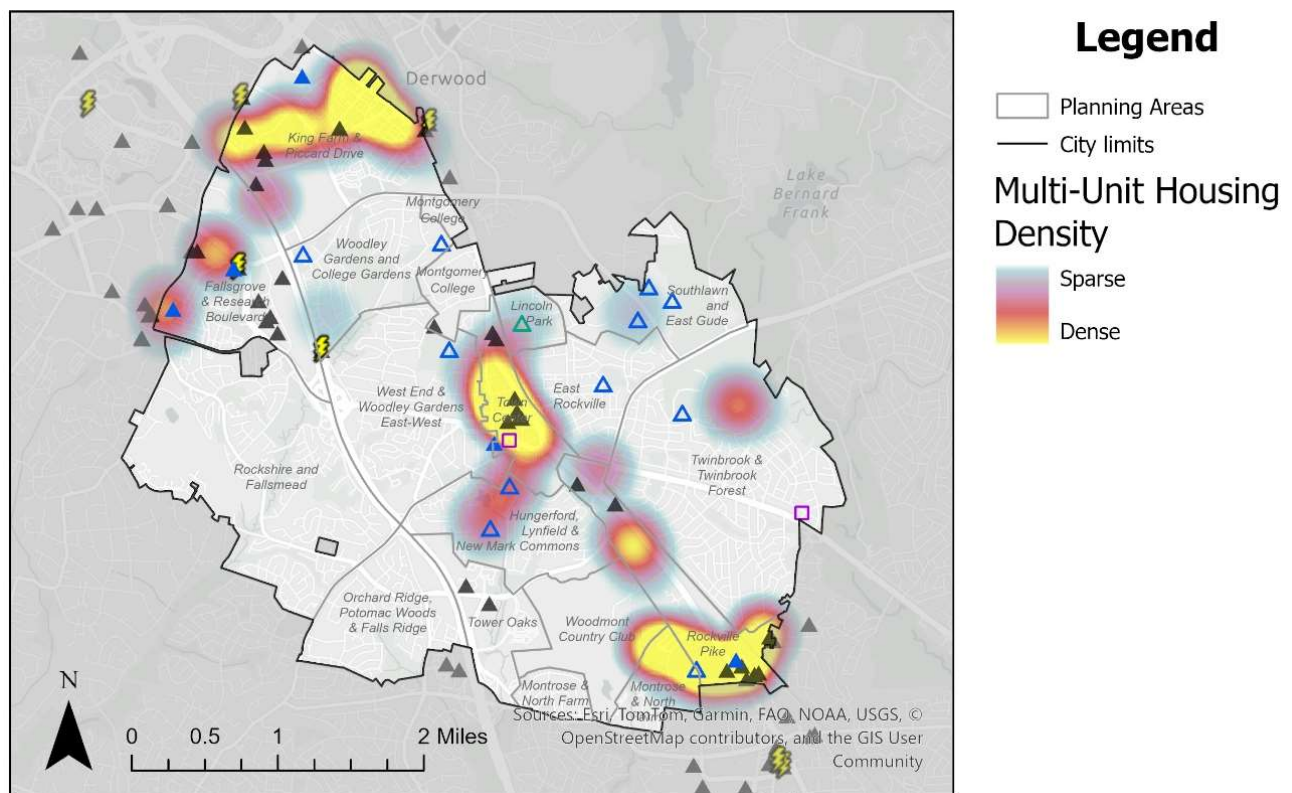 Legend
Planning Areas
City limits
Multi-Unit Housing
Density
Sparse
Dense
Derwood
King Farm &
Piccard Drive
Lake
Bernard
Frank
Montgomery
College
Woodley
Gardens and
College Gardens
Montgomery
College
Fallsgrove
& Research
Boulevard
Southlawn
and
East Gude
Lincoln
Park
West End &
Woodley Gardens
East-West
Town
Center
East
Rockville
Rockshire and
Fallsmead
Twinbrook &
Twinbrook
Forest
Hungerford,
Lynfield &
New Mark Commons
Orchard Ridge,
Potomac Woods
& Falls Ridge
Tower Oaks
Woodmont
Country Club
Rockville
Pike
Montrose &
North Farm
Montrose
& North
N
0 0.5 1 2 Miles
Sources: Esri, TomTom, Garmin, FAO, NOAA, USGS, ©
OpenStreetMap contributors, and the GIS User
Community